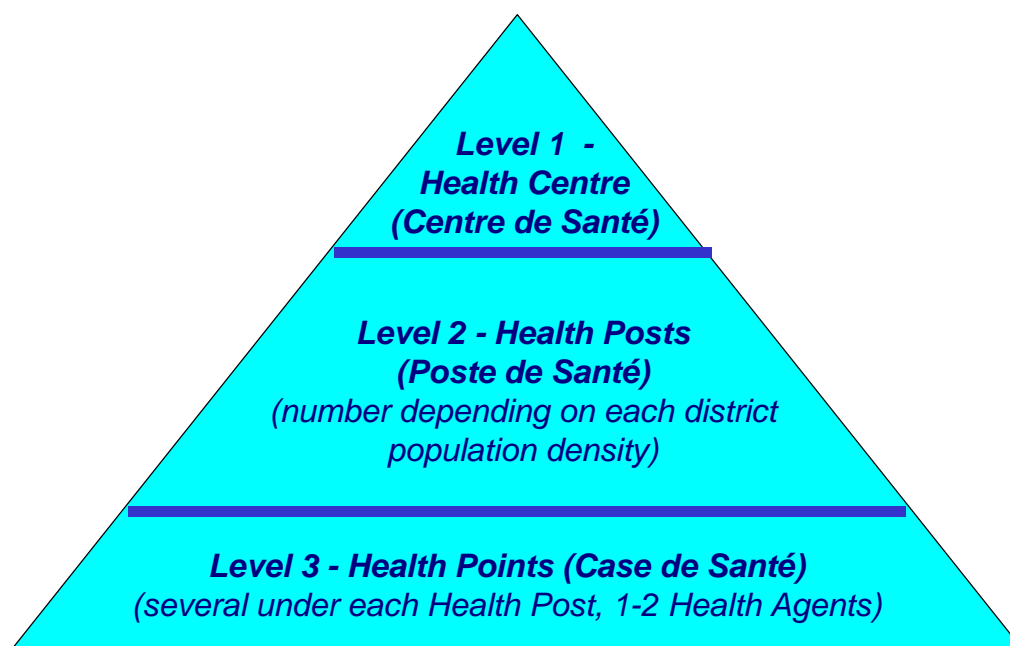 Level 1 -
Health Centre
(Centre de Santé)
Level 2 - Health Posts
(Poste de Santé)
(number depending on each district
population density)
Level 3 - Health Points (Case de Santé)
(several under each Health Post, 1-2 Health Agents)